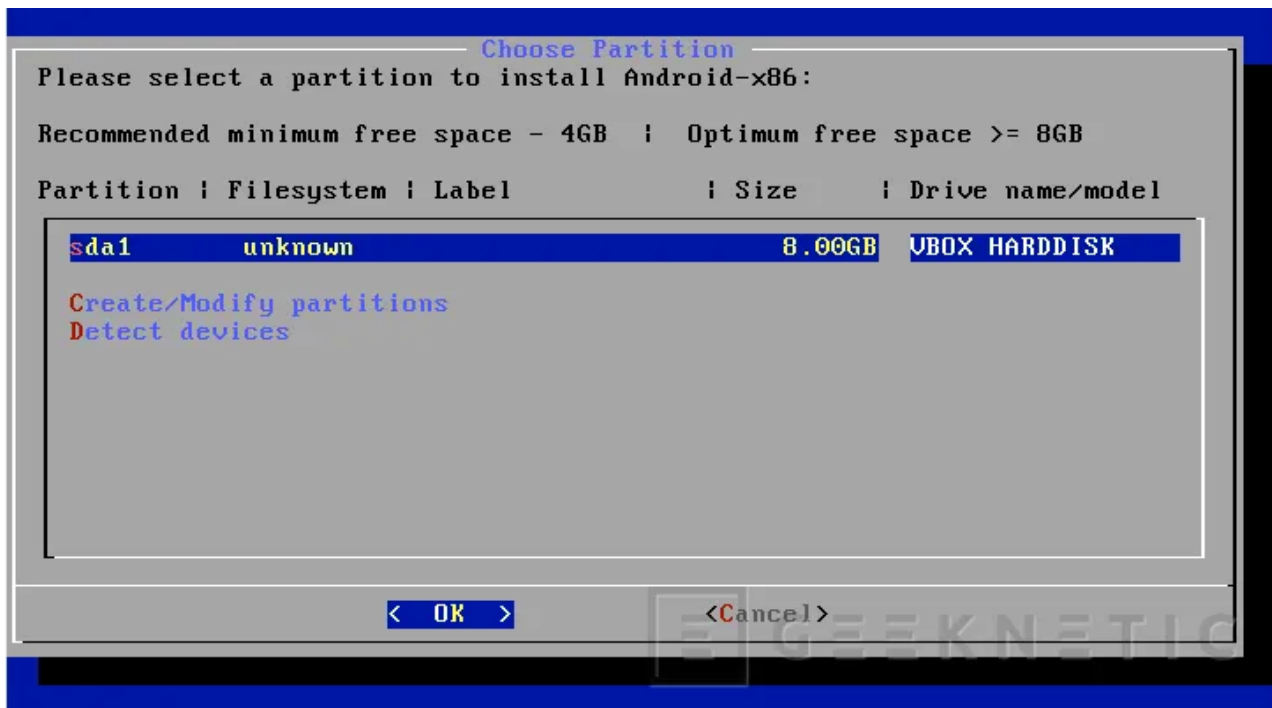 Choose Partition
Please select a partition to install Android-x86:
Recommended minimum free space - 4GB ¦ Optimum free space >= 8GB
Partition ¦ Filesystem ¦ Label ¦ Size ¦ Drive name/model
sda1 unknown 8.00GB VBOX HARDDISK
Create/Modify partitions
Detect devices
< OK > <Cancel>
GEEKNETIC